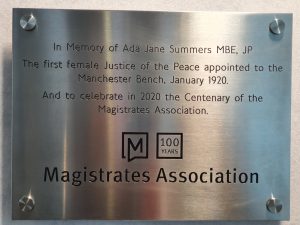 In Memory of Ada Jane Summers MBE, JP
The first female Justice of the Peace appointed to the
Manchester Bench, January 1920.
And to celebrate in 2020 the Centenary of the
Magistrates Association.
M
100
YEARS
Magistrates Association